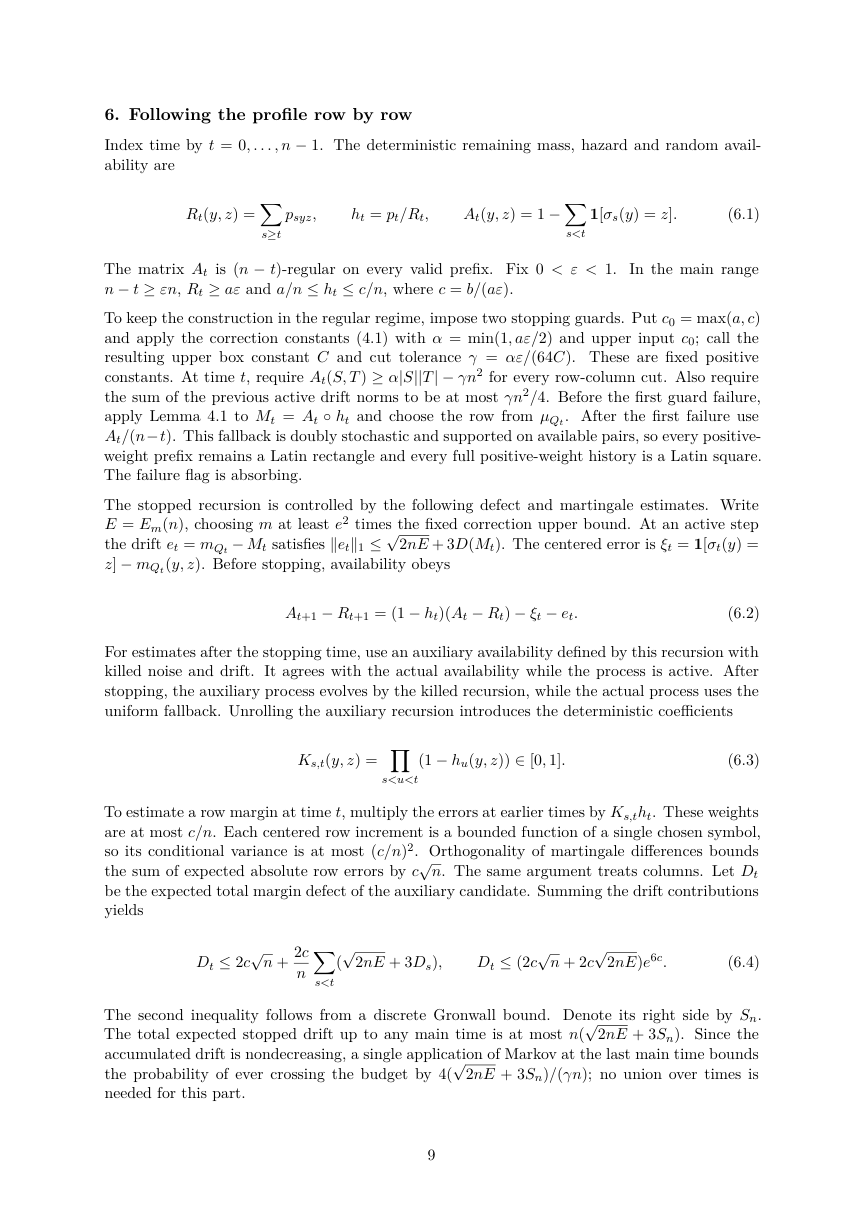 6. Following the profile row by row
Index time by t = 0, . . . , n − 1. The deterministic remaining mass, hazard and random avail-
ability are
R_t(y, z) = ∑_{s≥t} p_{syz}, h_t = p_t/R_t, A_t(y, z) = 1 − ∑_{s<t} 𝟏[σ_s(y) = z]. (6.1)
The matrix A_t is (n − t)-regular on every valid prefix. Fix 0 < ε < 1. In the main range
n − t ≥ εn, R_t ≥ aε and a/n ≤ h_t ≤ c/n, where c = b/(aε).
To keep the construction in the regular regime, impose two stopping guards. Put c_0 = max(a, c)
and apply the correction constants (4.1) with α = min(1, aε/2) and upper input c_0; call the
resulting upper box constant C and cut tolerance γ = αε/(64C). These are fixed positive
constants. At time t, require A_t(S, T) ≥ α|S||T| − γn² for every row-column cut. Also require
the sum of the previous active drift norms to be at most γn²/4. Before the first guard failure,
apply Lemma 4.1 to M_t = A_t ∘ h_t and choose the row from μ_{Q_t}. After the first failure use
A_t/(n−t). This fallback is doubly stochastic and supported on available pairs, so every positive-
weight prefix remains a Latin rectangle and every full positive-weight history is a Latin square.
The failure flag is absorbing.
The stopped recursion is controlled by the following defect and martingale estimates. Write
E = E_m(n), choosing m at least e² times the fixed correction upper bound. At an active step
the drift e_t = m_{Q_t} − M_t satisfies ‖e_t‖_1 ≤ √(2nE) + 3D(M_t). The centered error is ξ_t = 𝟏[σ_t(y) =
z] − m_{Q_t}(y, z). Before stopping, availability obeys
A_{t+1} − R_{t+1} = (1 − h_t)(A_t − R_t) − ξ_t − e_t. (6.2)
For estimates after the stopping time, use an auxiliary availability defined by this recursion with
killed noise and drift. It agrees with the actual availability while the process is active. After
stopping, the auxiliary process evolves by the killed recursion, while the actual process uses the
uniform fallback. Unrolling the auxiliary recursion introduces the deterministic coefficients
K_{s,t}(y, z) = ∏_{s<u<t} (1 − h_u(y, z)) ∈ [0, 1]. (6.3)
To estimate a row margin at time t, multiply the errors at earlier times by K_{s,t}h_t. These weights
are at most c/n. Each centered row increment is a bounded function of a single chosen symbol,
so its conditional variance is at most (c/n)². Orthogonality of martingale differences bounds
the sum of expected absolute row errors by c√n. The same argument treats columns. Let D_t
be the expected total margin defect of the auxiliary candidate. Summing the drift contributions
yields
D_t ≤ 2c√n + (2c/n) ∑_{s<t} (√(2nE) + 3D_s), D_t ≤ (2c√n + 2c√(2nE))e^{6c}. (6.4)
The second inequality follows from a discrete Gronwall bound. Denote its right side by S_n.
The total expected stopped drift up to any main time is at most n(√(2nE) + 3S_n). Since the
accumulated drift is nondecreasing, a single application of Markov at the last main time bounds
the probability of ever crossing the budget by 4(√(2nE) + 3S_n)/(γn); no union over times is
needed for this part.
9